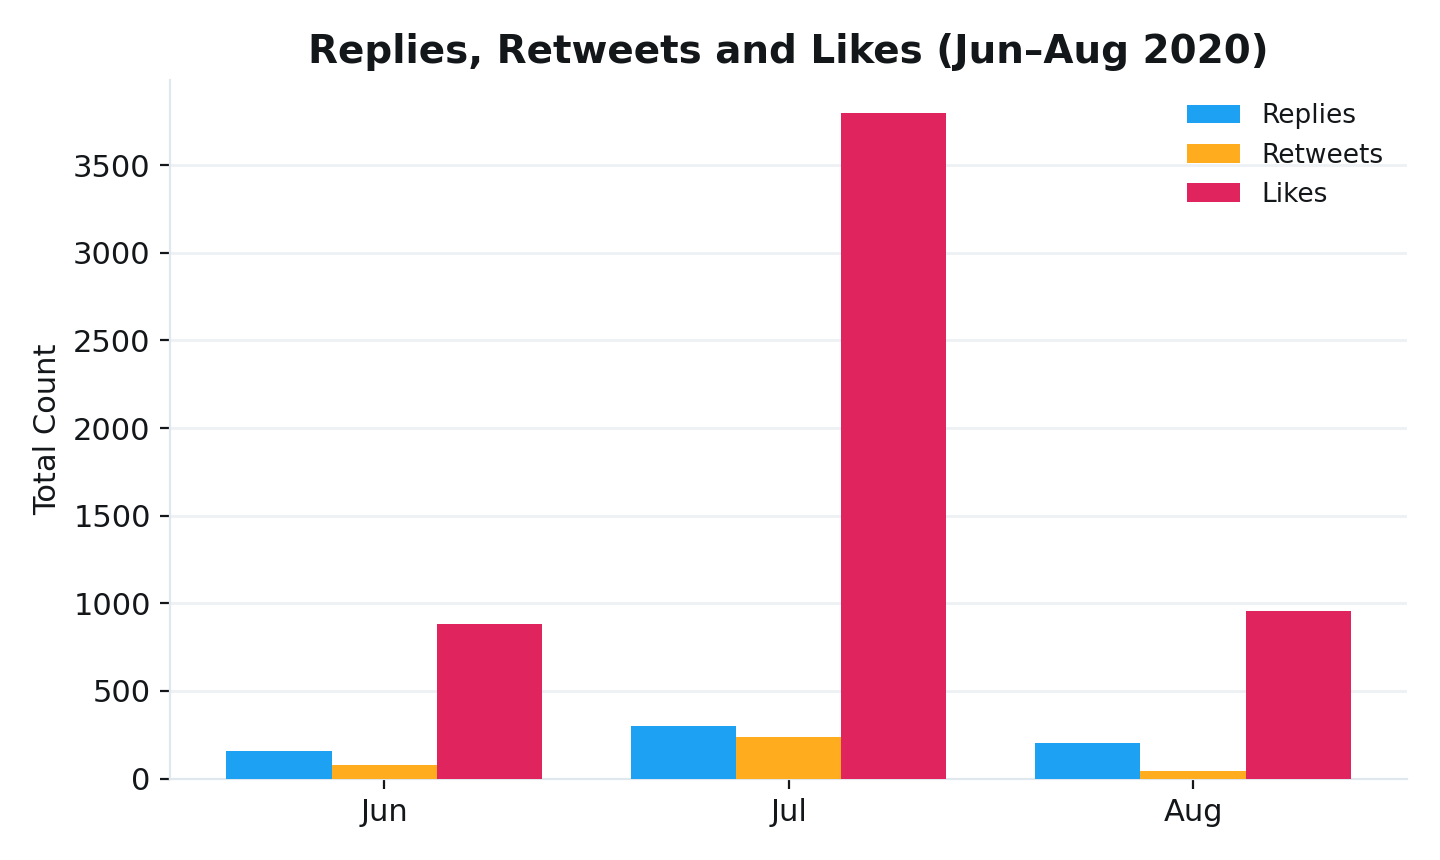 Replies, Retweets and Likes (Jun–Aug 2020)
Replies
Retweets
Likes
Total Count
3500
3000
2500
2000
1500
1000
500
0
Jun Jul Aug